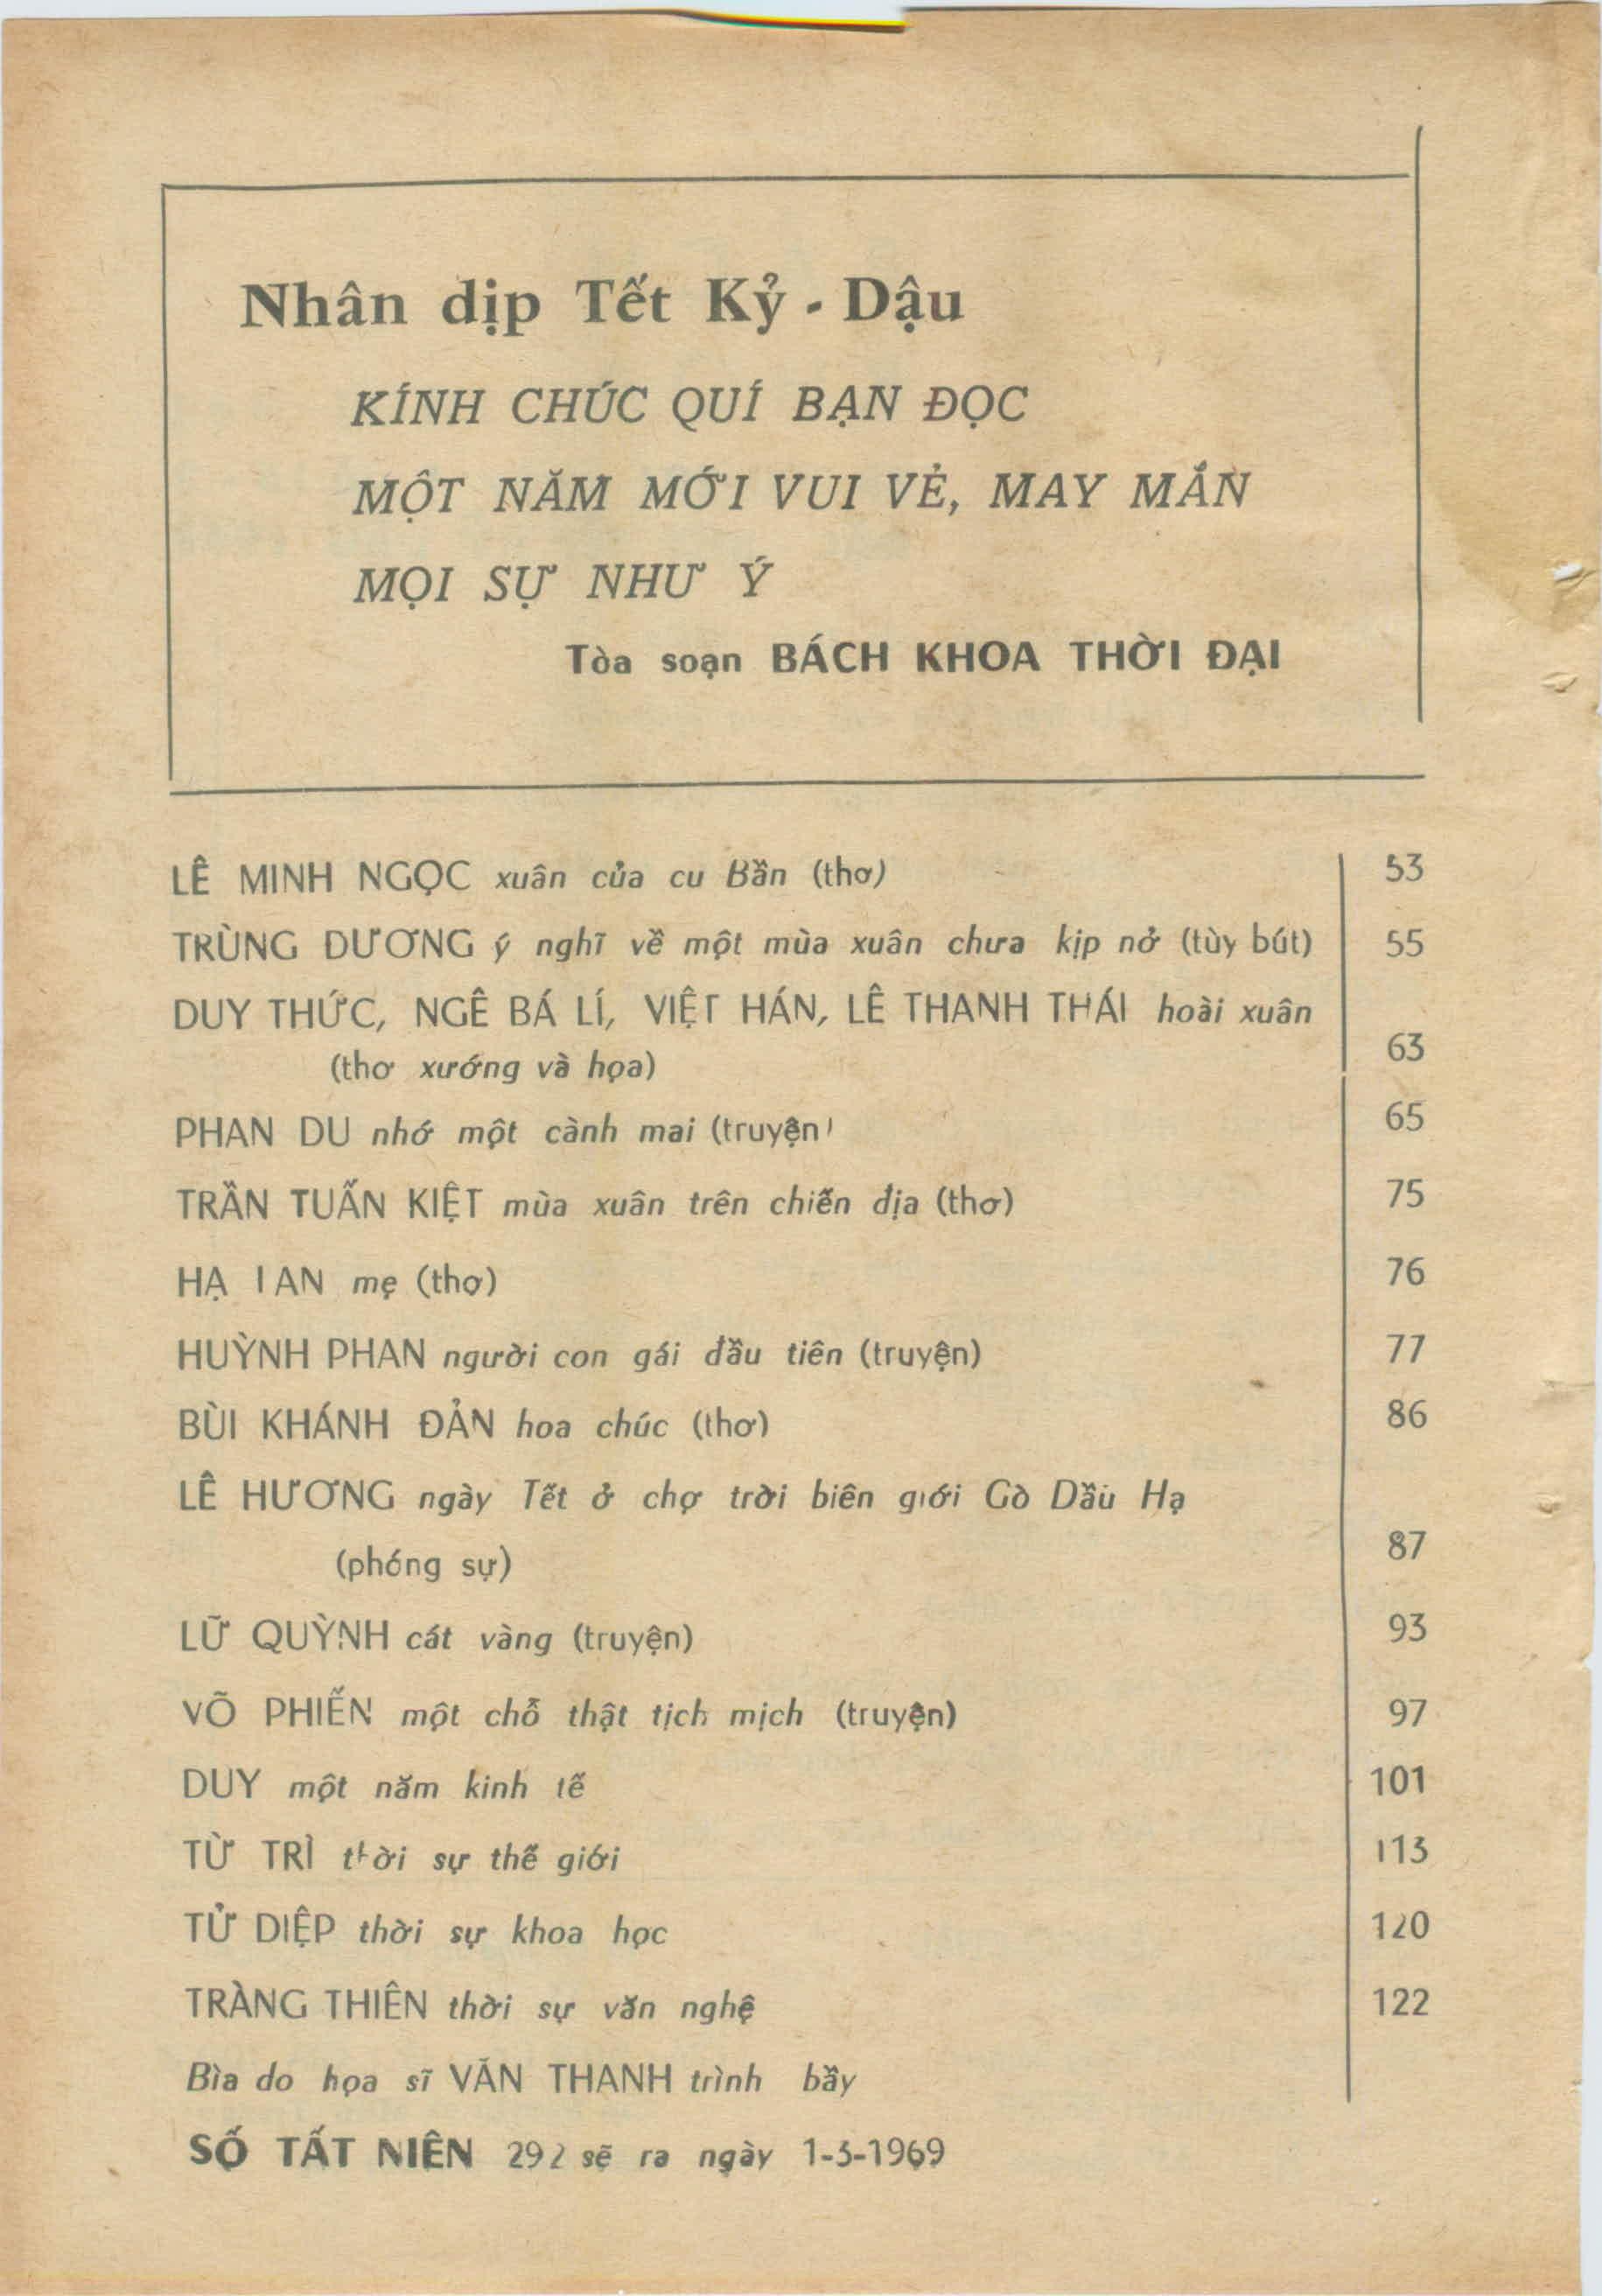 Nhân dịp Tết Kỷ - Dậu
KÍNH CHÚC QUÍ BẠN ĐỌC
MỘT NĂM MỚI VUI VẺ, MAY MẮN
MỌI SỰ NHƯ Ý
Tòa soạn BÁCH KHOA THỜI ĐẠI
LÊ MINH NGỌC xuân của cu Bần (thơ) 53
TRÙNG DƯƠNG ý nghĩ về một mùa xuân chưa kịp nở (tùy bút) 55
DUY THỨC, NGÊ BÁ LÍ, VIỆT HÁN, LÊ THANH THÁI hoài xuân
(thơ xướng và họa) 63
PHAN DU nhớ một cành mai (truyện) 65
TRẦN TUẤN KIỆT mùa xuân trên chiến địa (thơ) 75
HẠ LAN mẹ (thơ) 76
HUỲNH PHAN người con gái đầu tiên (truyện) 77
BÙI KHÁNH ĐẢN hoa chúc (thơ) 86
LÊ HƯƠNG ngày Tết ở chợ trời biên giới Gò Dầu Hạ
(phóng sự) 87
LỮ QUỲNH cát vàng (truyện) 93
VÕ PHIẾN một chỗ thật tịch mịch (truyện) 97
DUY một năm kinh tế 101
TỪ TRÌ thời sự thế giới 113
TỬ DIỆP thời sự khoa học 120
TRÀNG THIÊN thời sự văn nghệ 122
Bìa do họa sĩ VĂN THANH trình bầy
SỐ TẤT NIÊN 292 sẽ ra ngày 1-3-1969